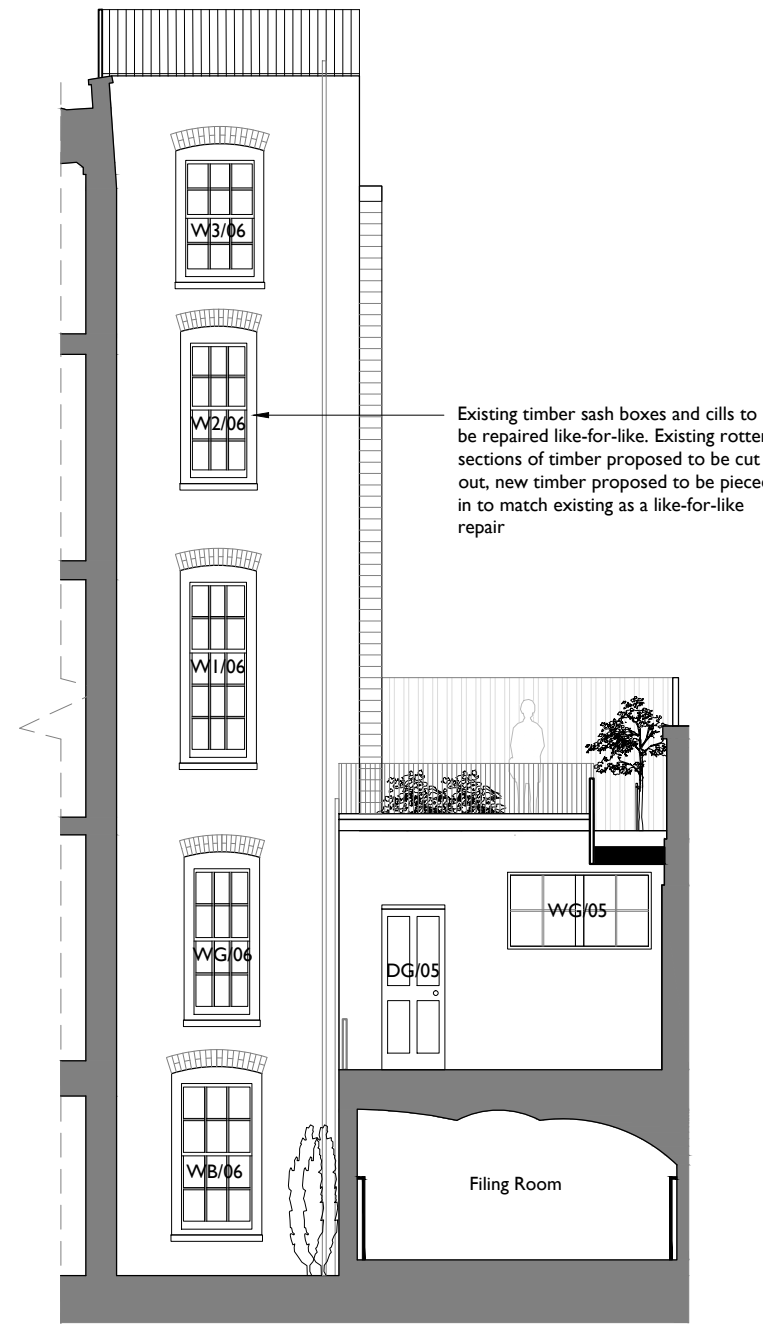 W3/06
W2/06
Existing timber sash boxes and cills to
be repaired like-for-like. Existing rotten
sections of timber proposed to be cut
out, new timber proposed to be pieced
in to match existing as a like-for-like
repair
W1/06
WG/05
WG/06
DG/05
WB/06
Filing Room